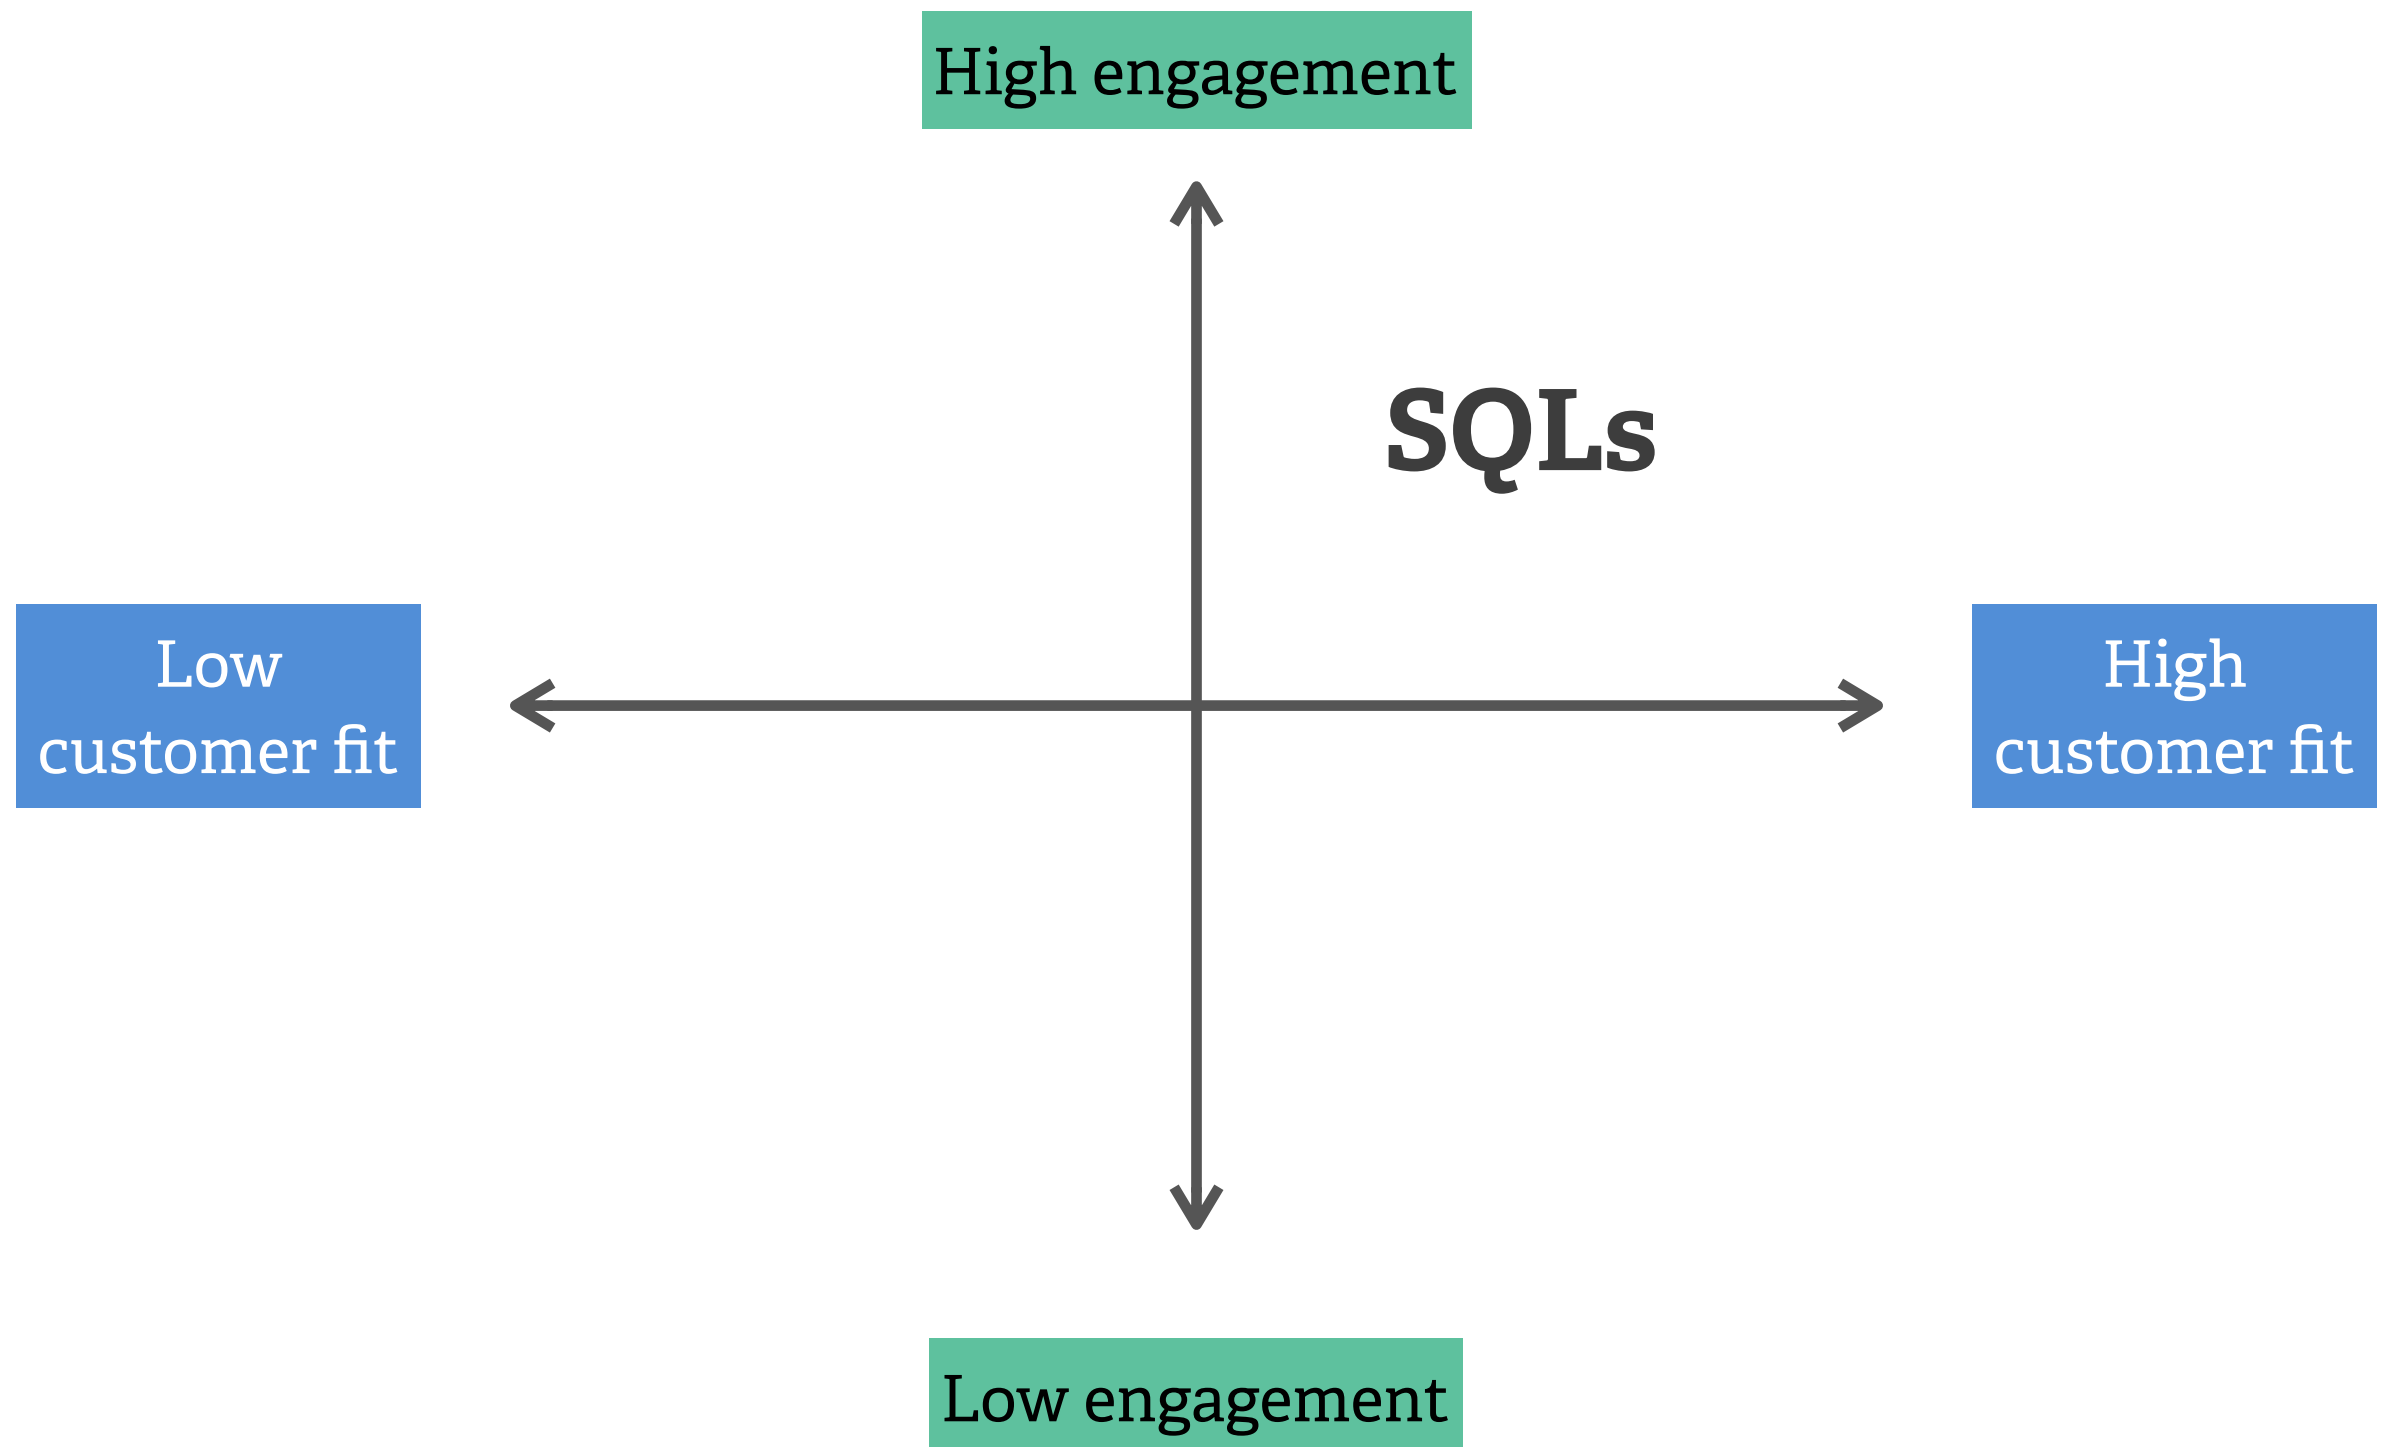 High engagement
SQLs
Low
customer fit
High
customer fit
Low engagement